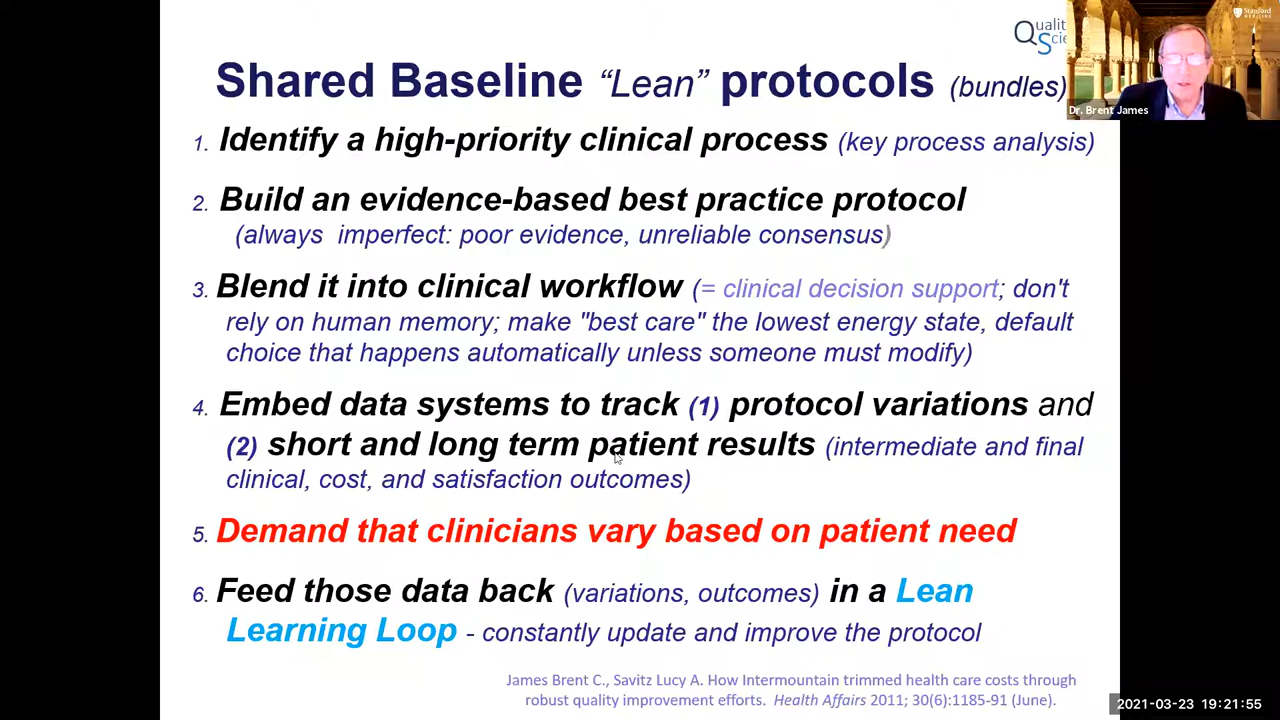 Qualit
Scie
Stanford
MEDICINE
Dr. Brent James
Shared Baseline “Lean” protocols (bundles)
1. Identify a high-priority clinical process (key process analysis)
2. Build an evidence-based best practice protocol
(always imperfect: poor evidence, unreliable consensus)
3. Blend it into clinical workflow (= clinical decision support; don't
rely on human memory; make "best care" the lowest energy state, default
choice that happens automatically unless someone must modify)
4. Embed data systems to track (1) protocol variations and
(2) short and long term patient results (intermediate and final
clinical, cost, and satisfaction outcomes)
5. Demand that clinicians vary based on patient need
6. Feed those data back (variations, outcomes) in a Lean
Learning Loop - constantly update and improve the protocol
James Brent C., Savitz Lucy A. How Intermountain trimmed health care costs through
robust quality improvement efforts. Health Affairs 2011; 30(6):1185-91 (June).
2021-03-23 19:21:55